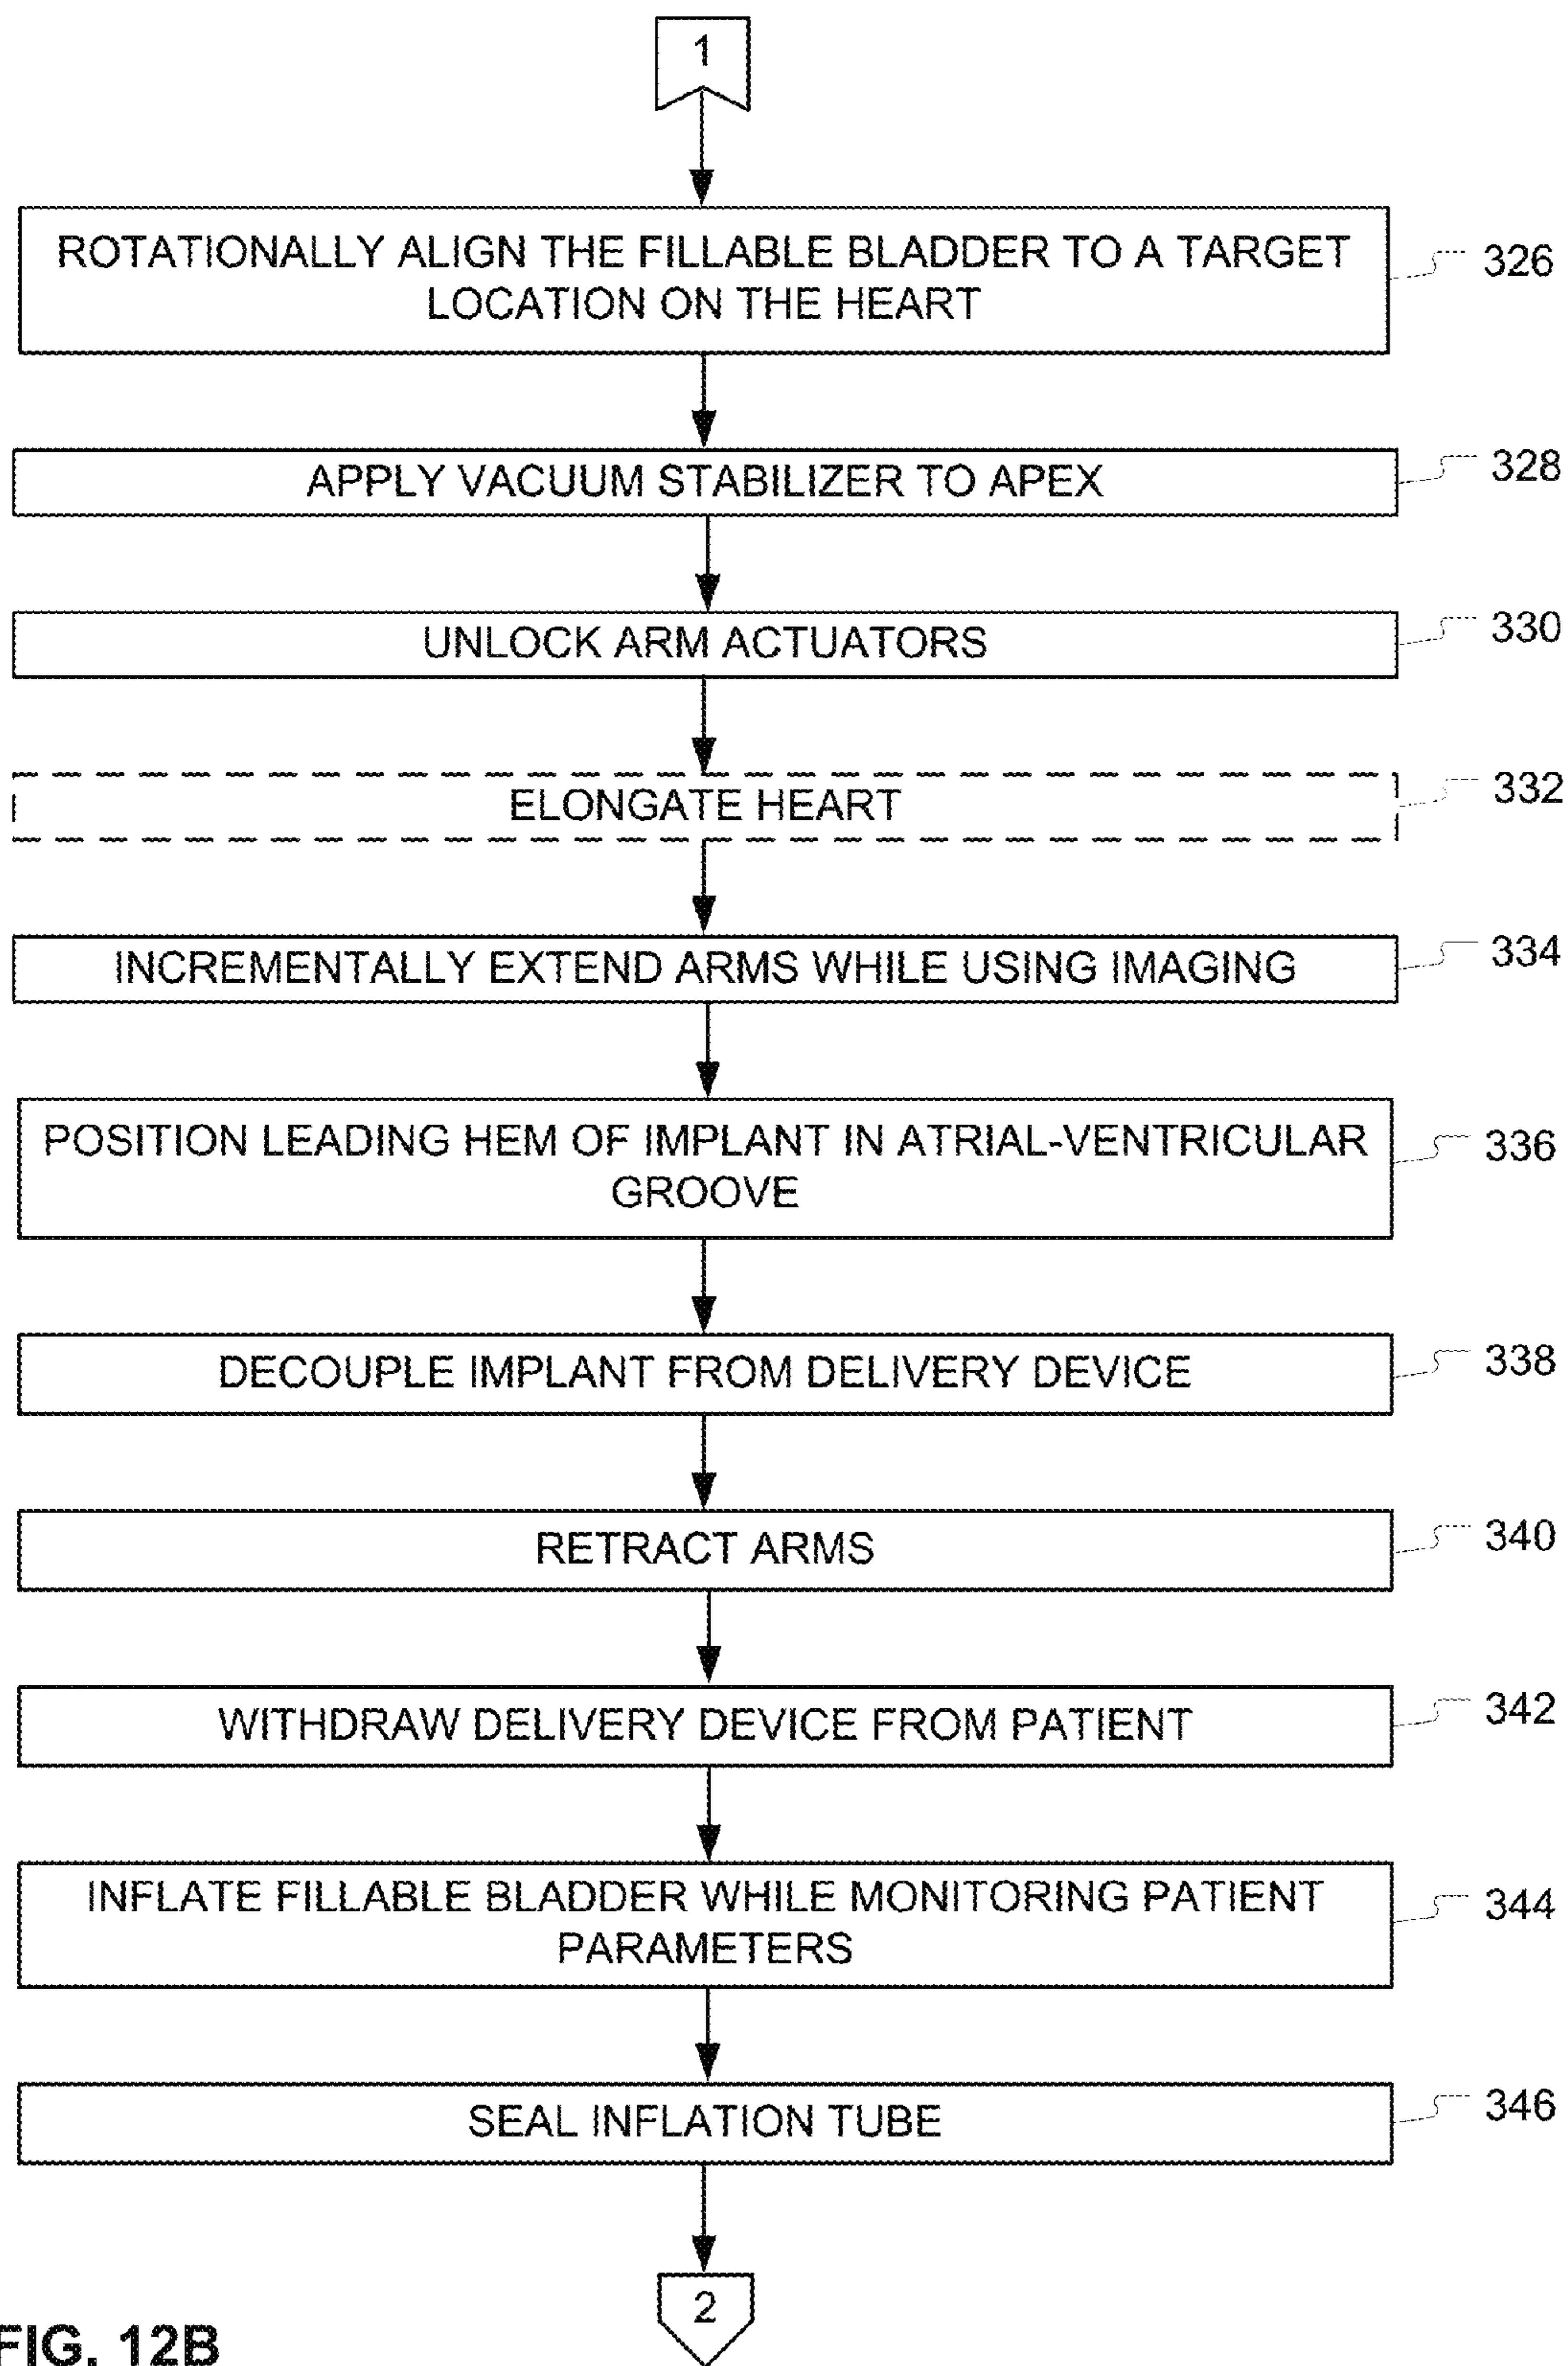 1
ROTATIONALLY ALIGN THE FILLABLE BLADDER TO A TARGET
LOCATION ON THE HEART
326
APPLY VACUUM STABILIZER TO APEX
328
UNLOCK ARM ACTUATORS
330
ELONGATE HEART
332
INCREMENTALLY EXTEND ARMS WHILE USING IMAGING
334
POSITION LEADING HEM OF IMPLANT IN ATRIAL-VENTRICULAR
GROOVE
336
DECOUPLE IMPLANT FROM DELIVERY DEVICE
338
RETRACT ARMS
340
WITHDRAW DELIVERY DEVICE FROM PATIENT
342
INFLATE FILLABLE BLADDER WHILE MONITORING PATIENT
PARAMETERS
344
SEAL INFLATION TUBE
346
2
FIG. 12B